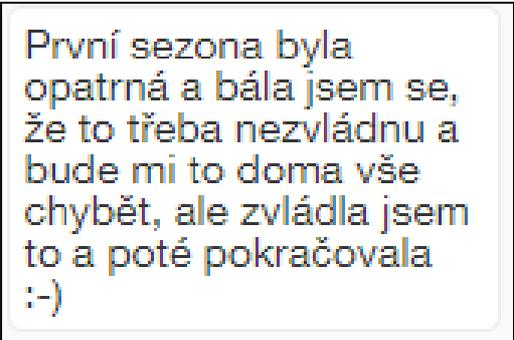 První sezona byla
opatrná a bála jsem se,
že to třeba nezvládnu a
bude mi to doma vše
chybět, ale zvládla jsem
to a poté pokračovala
:-)